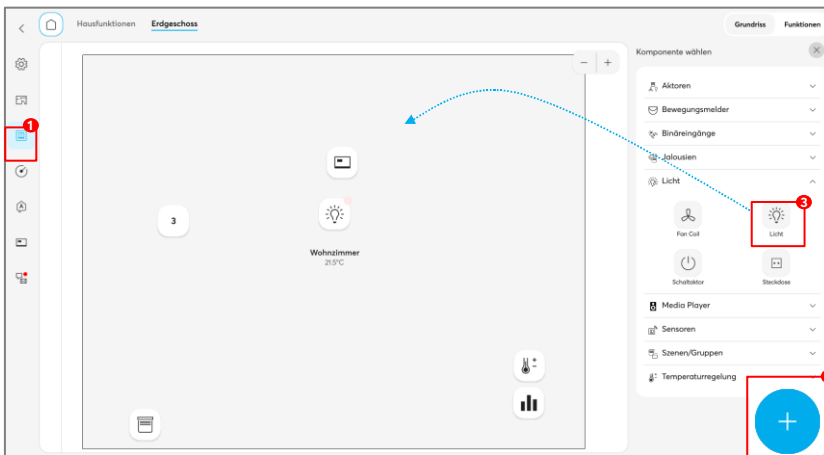 Hausfunktionen Erdgeschoss
Grundriss Funktionen
Komponente wählen
− +
Aktoren
Bewegungsmelder
1
Binäreingänge
Jalousien
Licht
3
Fan Coil Licht
3
Wohnzimmer
21.5°C
Schaltaktor Steckdose
Media Player
Sensoren
Szenen/Gruppen
Temperaturregelung